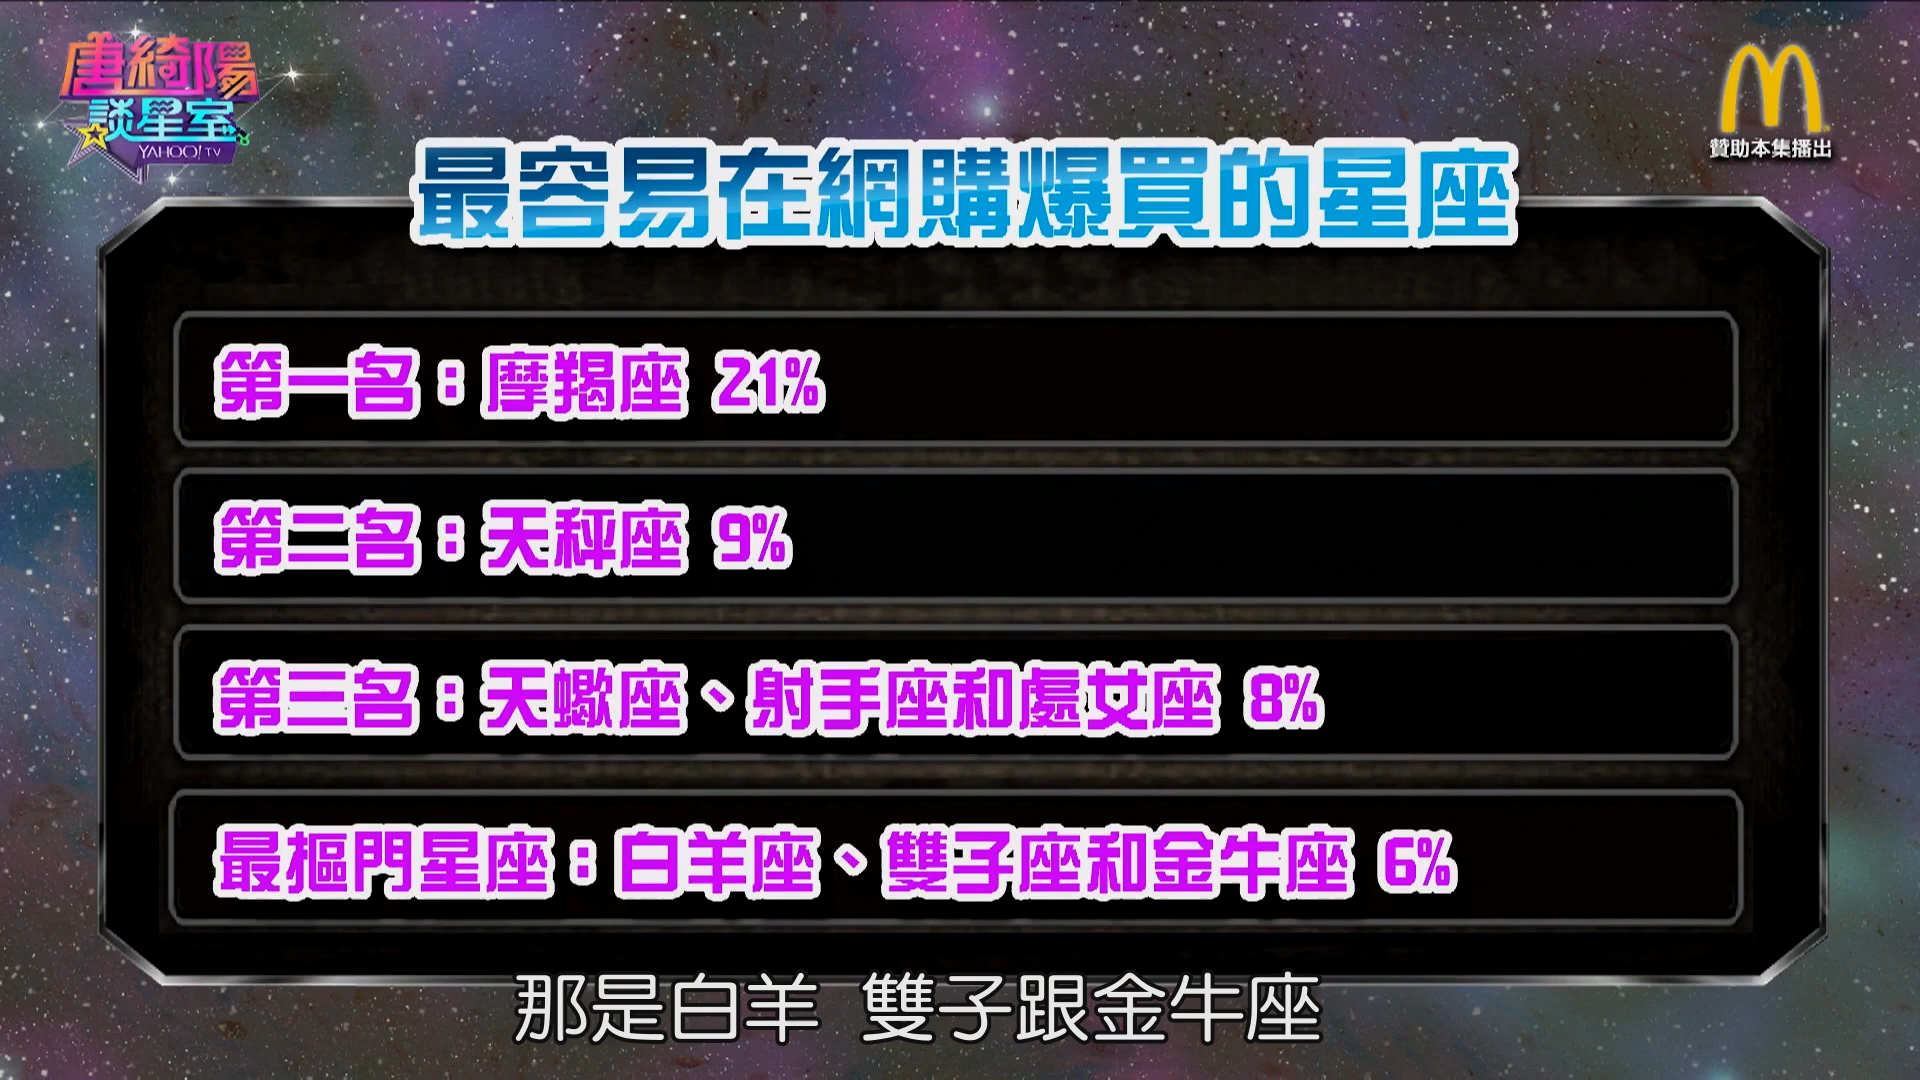 唐綺陽
談星室
YAHOO! TV
贊助本集播出
最容易在網購爆買的星座
第一名：摩羯座 21%
第二名：天秤座 9%
第三名：天蠍座、射手座和處女座 8%
最摳門星座：白羊座、雙子座和金牛座 6%
那是白羊 雙子跟金牛座